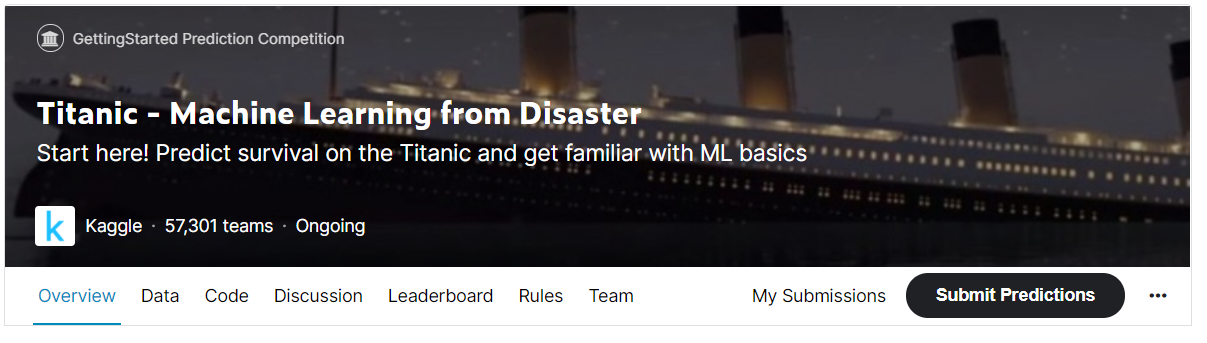 GettingStarted Prediction Competition
Titanic - Machine Learning from Disaster
Start here! Predict survival on the Titanic and get familiar with ML basics
k Kaggle · 57,301 teams · Ongoing
Overview Data Code Discussion Leaderboard Rules Team My Submissions Submit Predictions ···